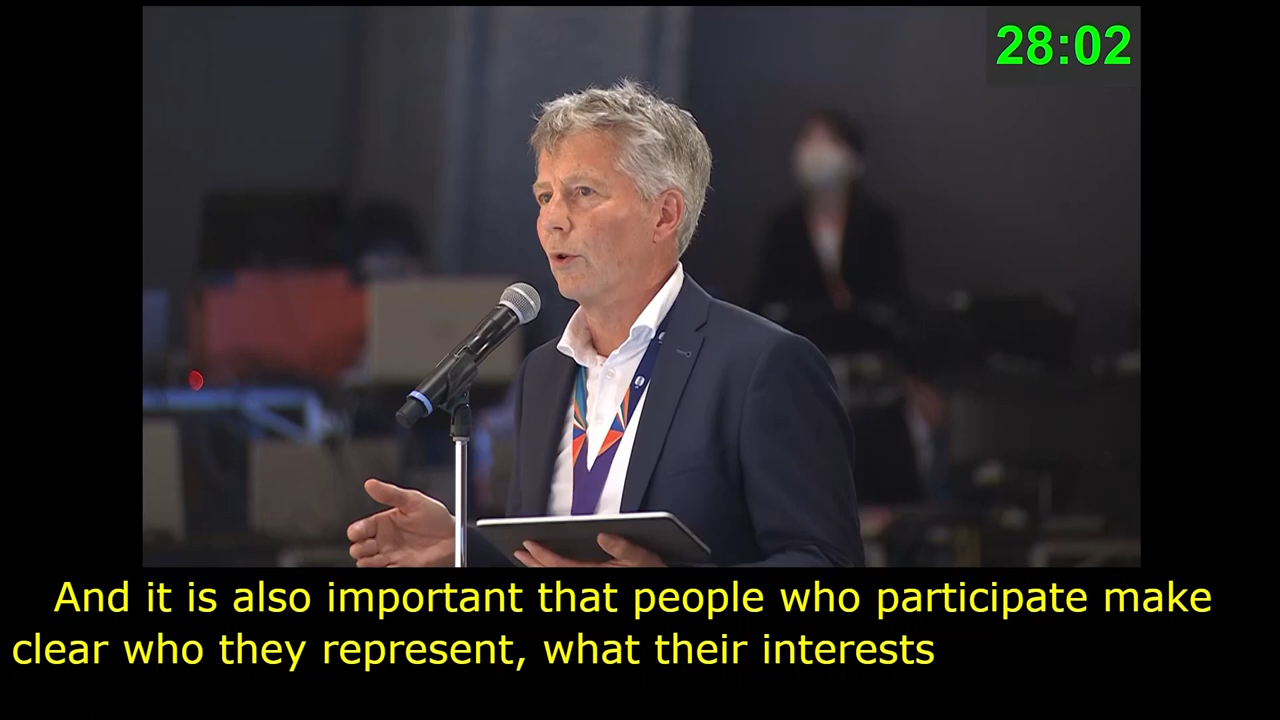 28:02
And it is also important that people who participate make
clear who they represent, what their interests